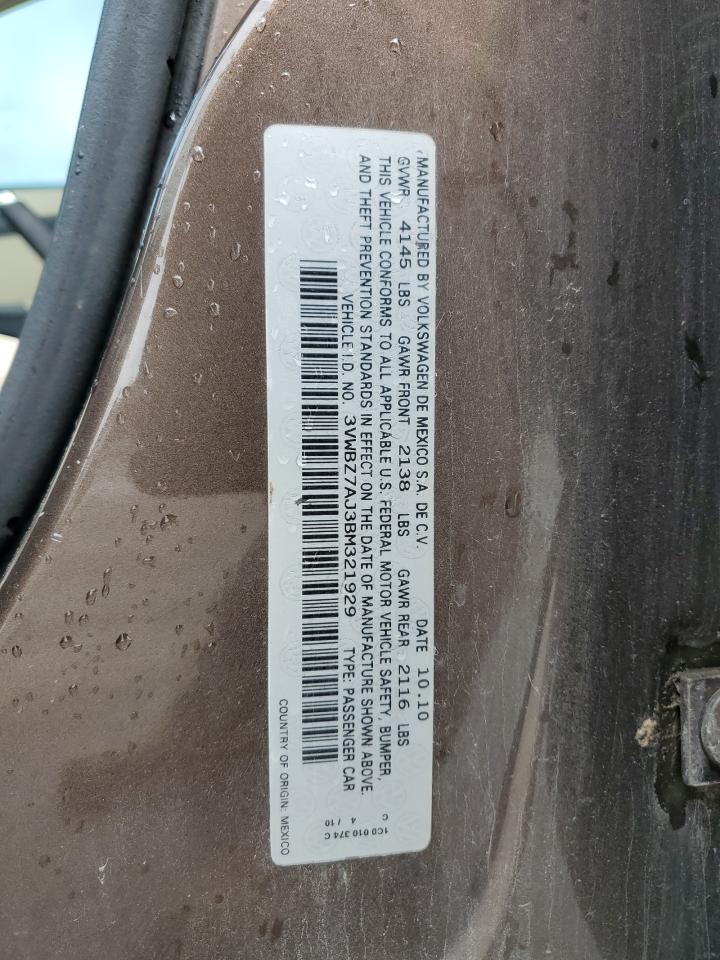 MANUFACTURED BY VOLKSWAGEN DE MEXICO S.A. DE C.V. DATE 10.10
GVWR 4145 LBS GAWR FRONT 2138 LBS GAWR REAR 2116 LBS
THIS VEHICLE CONFORMS TO ALL APPLICABLE U.S. FEDERAL MOTOR VEHICLE SAFETY, BUMPER,
AND THEFT PREVENTION STANDARDS IN EFFECT ON THE DATE OF MANUFACTURE SHOWN ABOVE.
VEHICLE I.D. NO. 3VWBZ7AJ3BM321929 TYPE: PASSENGER CAR
COUNTRY OF ORIGIN: MEXICO
1C0 010 374 C
4 /10
C